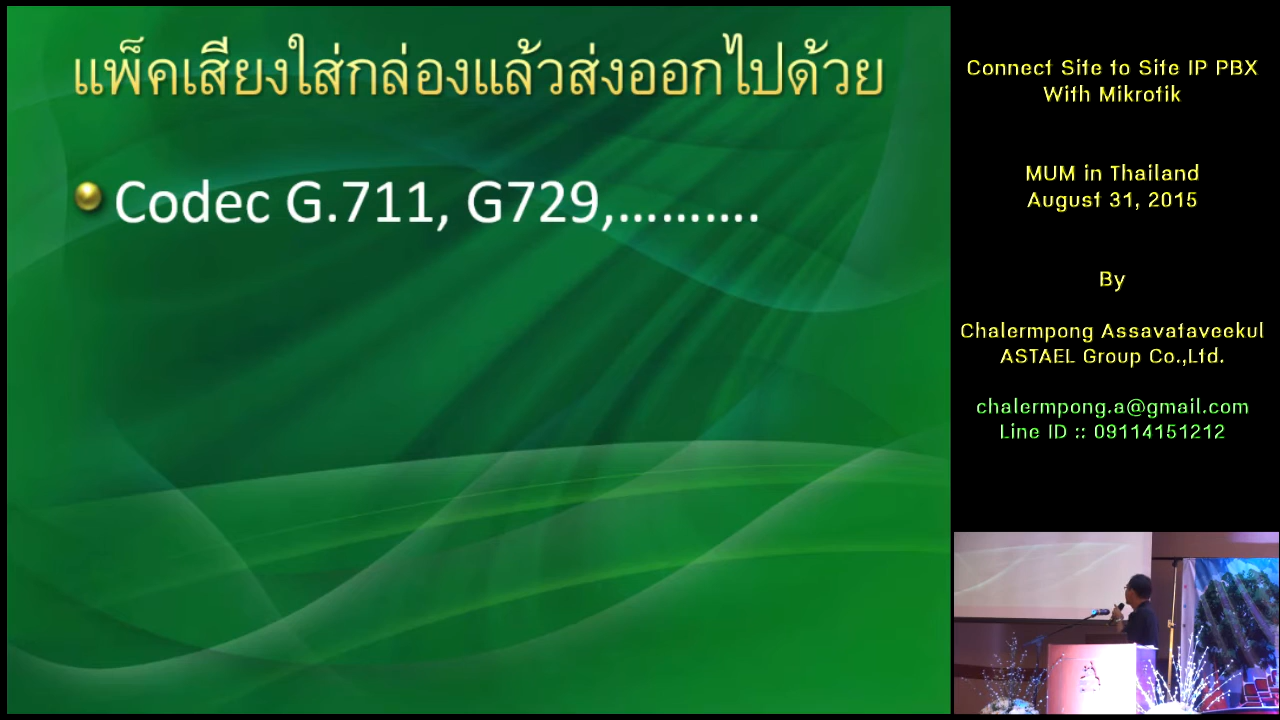 แพ็คเสียงใส่กล่องแล้วส่งออกไปด้วย
Codec G.711, G729,……….
Connect Site to Site IP PBX
With Mikrotik
MUM in Thailand
August 31, 2015
By
Chalermpong Assavataveekul
ASTAEL Group Co.,Ltd.
chalermpong.a@gmail.com
Line ID :: 09114151212